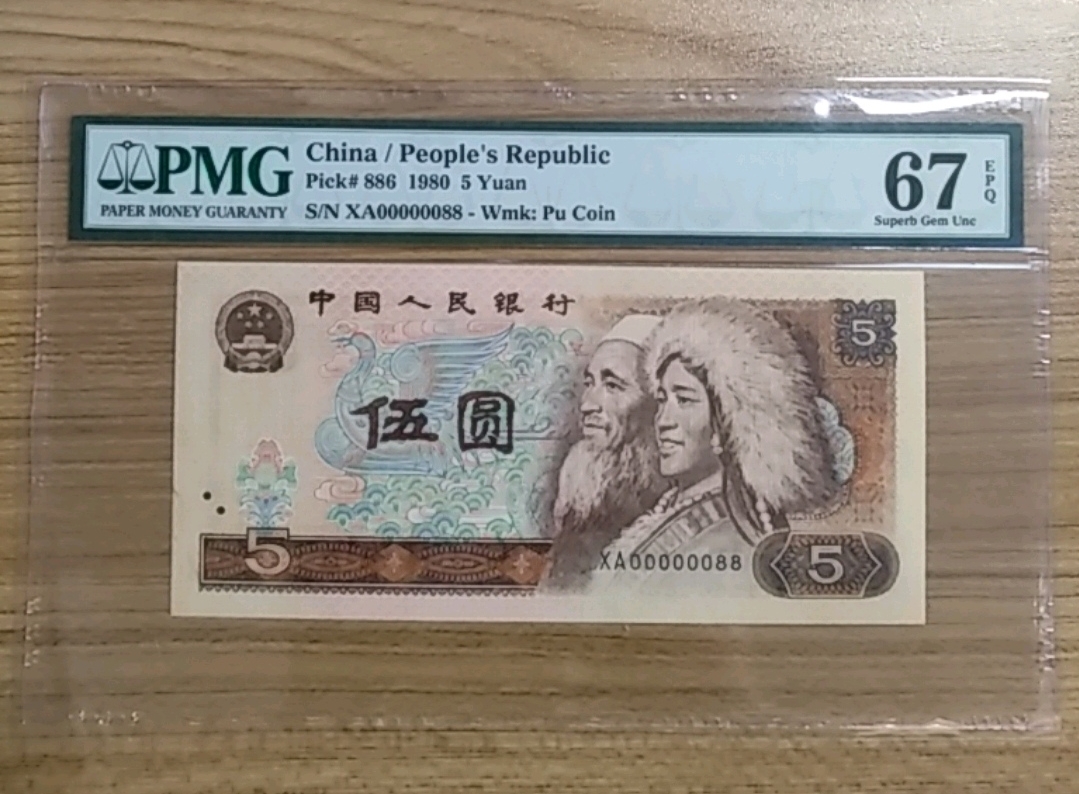 PMG
PAPER MONEY GUARANTY
China / People's Republic
Pick# 886 1980 5 Yuan
S/N XA00000088 - Wmk: Pu Coin
67
EPQ
Superb Gem Unc
中国人民银行
5
伍圆
5
XA00000088
5